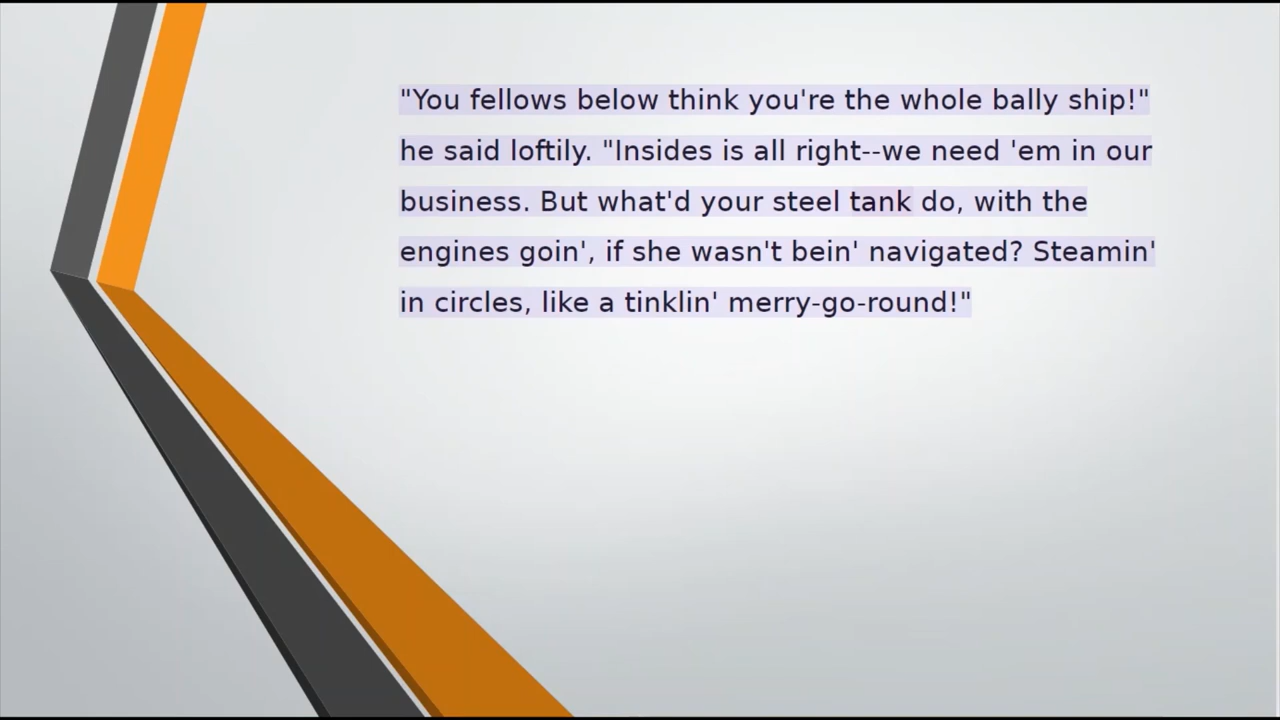 "You fellows below think you're the whole bally ship!"
he said loftily. "Insides is all right--we need 'em in our
business. But what'd your steel tank do, with the
engines goin', if she wasn't bein' navigated? Steamin'
in circles, like a tinklin' merry-go-round!"